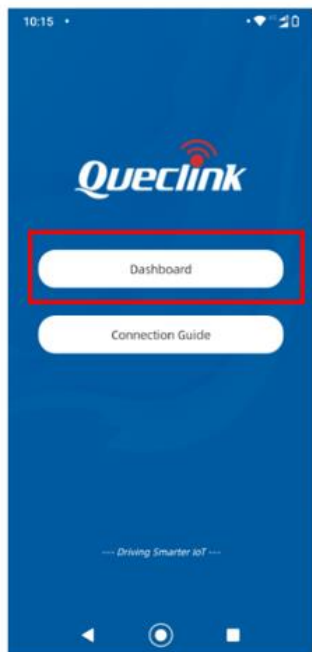 10:15
Queclink
Dashboard
Connection Guide
---- Driving Smarter IoT ----